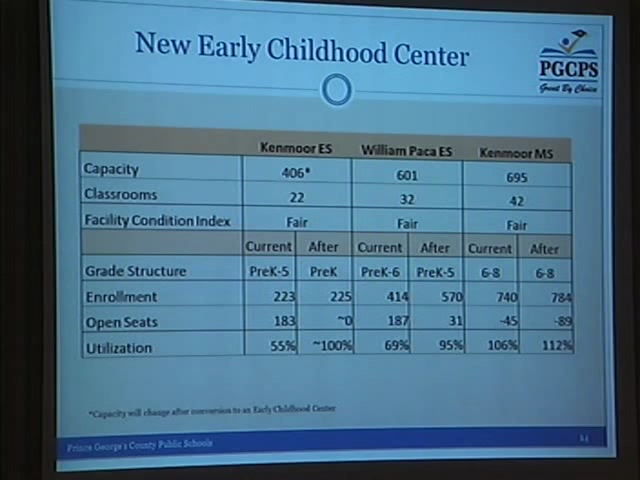 New Early Childhood Center
PGCPS
Great By Choice
Kenmoor ES William Paca ES Kenmoor MS
Capacity 406* 601 695
Classrooms 22 32 42
Facility Condition Index Fair Fair Fair
Current After Current After Current After
Grade Structure PreK-5 PreK PreK-6 PreK-5 6-8 6-8
Enrollment 223 225 414 570 740 784
Open Seats 183 ~0 187 31 -45 -89
Utilization 55% ~100% 69% 95% 106% 112%
*Capacity will change after conversion to an Early Childhood Center
Prince George's County Public Schools